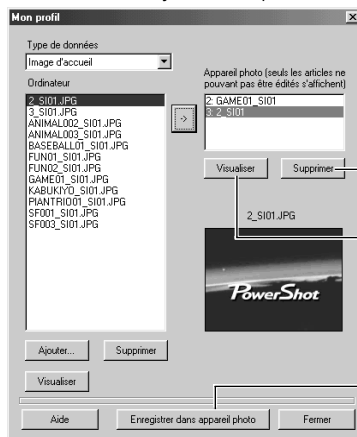 Mon profil
Type de données
Image d'accueil
Ordinateur
2_SI01.JPG
3_SI01.JPG
ANIMAL002_SI01.JPG
ANIMAL003_SI01.JPG
BASEBALL01_SI01.JPG
FUN01_SI01.JPG
FUN02_SI01.JPG
GAME01_SI01.JPG
KABUKIYO_SI01.JPG
PIANTRIO01_SI01.JPG
SF001_SI01.JPG
SF003_SI01.JPG
Ajouter...
Supprimer
Visualiser
->
Appareil photo (seuls les articles ne
pouvant pas être édités s'affichent)
2: GAME01_SI01
3: 2_SI01
Visualiser
Supprimer
2_SI01.JPG
PowerShot
Aide
Enregistrer dans appareil photo
Fermer